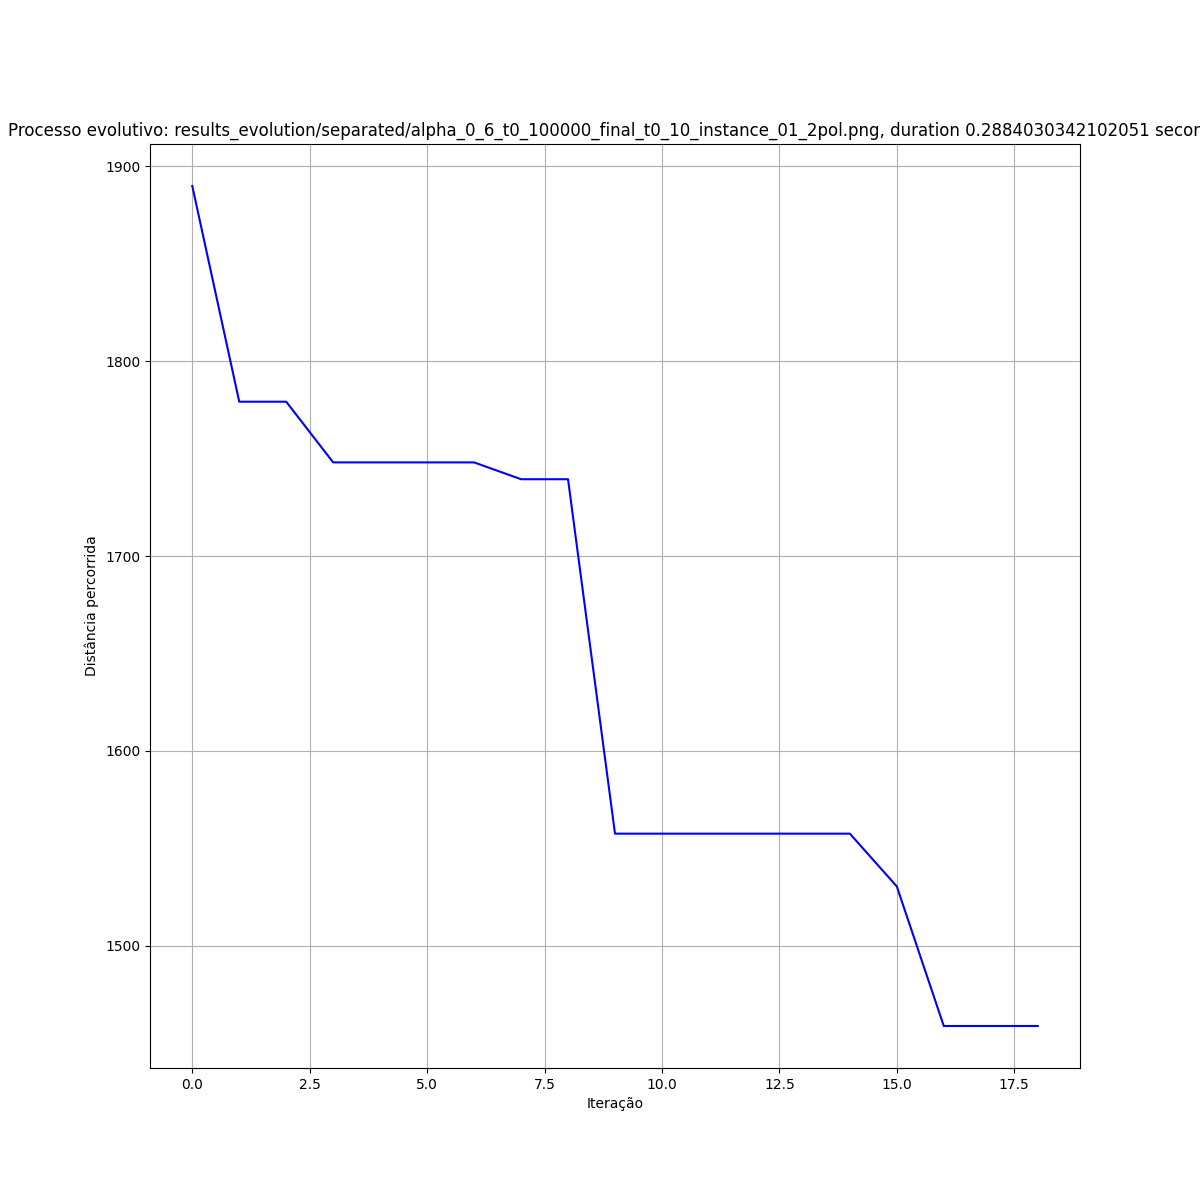 Processo evolutivo: results_evolution/separated/alpha_0_6_t0_100000_final_t0_10_instance_01_2pol.png, duration 0.2884030342102051 secor
1900
1800
1700
1600
1500
Distância percorrida
0.0 2.5 5.0 7.5 10.0 12.5 15.0 17.5
Iteração